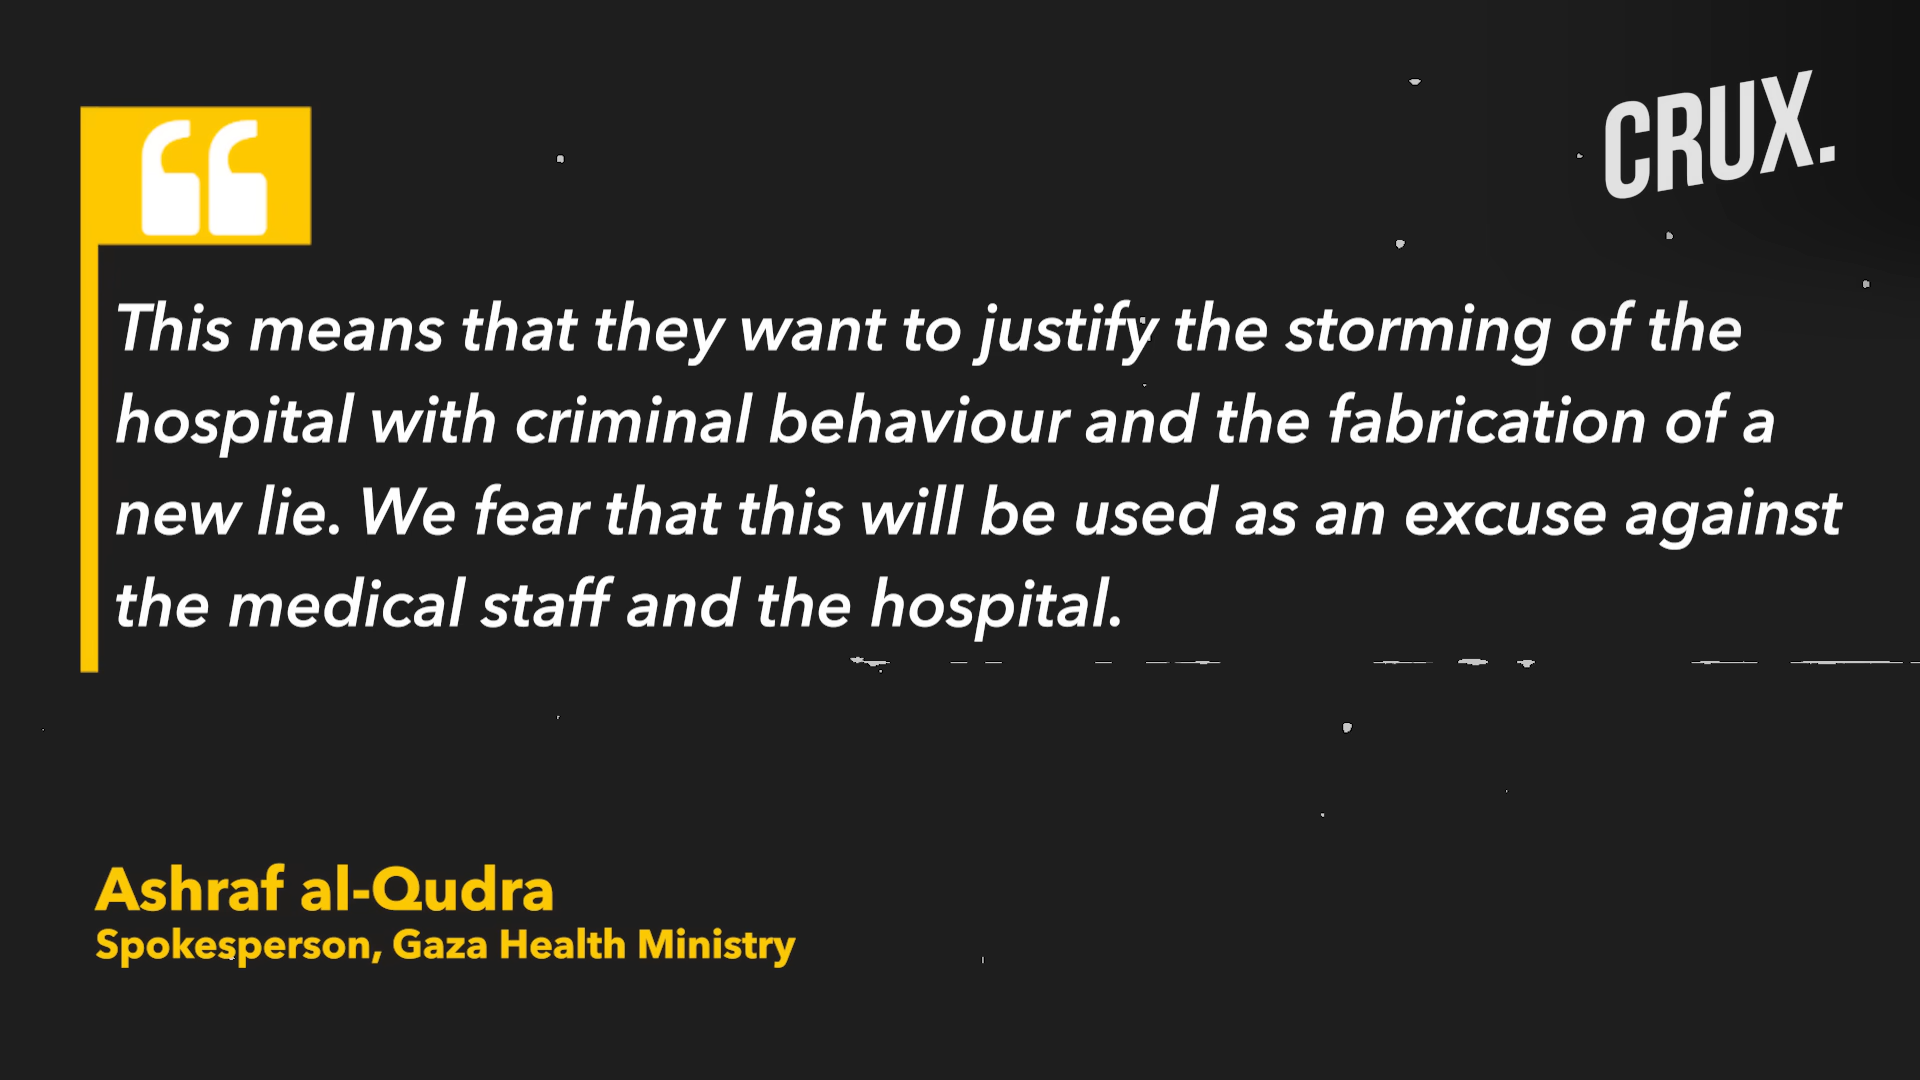 CRUX.
This means that they want to justify the storming of the
hospital with criminal behaviour and the fabrication of a
new lie. We fear that this will be used as an excuse against
the medical staff and the hospital.
Ashraf al-Qudra
Spokesperson, Gaza Health Ministry